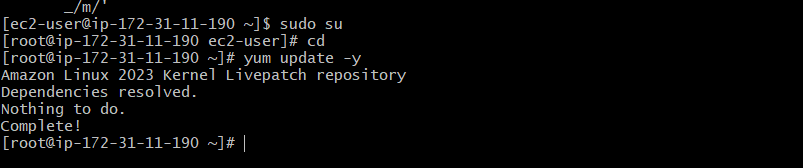 _/m/'
[ec2-user@ip-172-31-11-190 ~]$ sudo su
[root@ip-172-31-11-190 ec2-user]# cd
[root@ip-172-31-11-190 ~]# yum update -y
Amazon Linux 2023 Kernel Livepatch repository
Dependencies resolved.
Nothing to do.
Complete!
[root@ip-172-31-11-190 ~]#